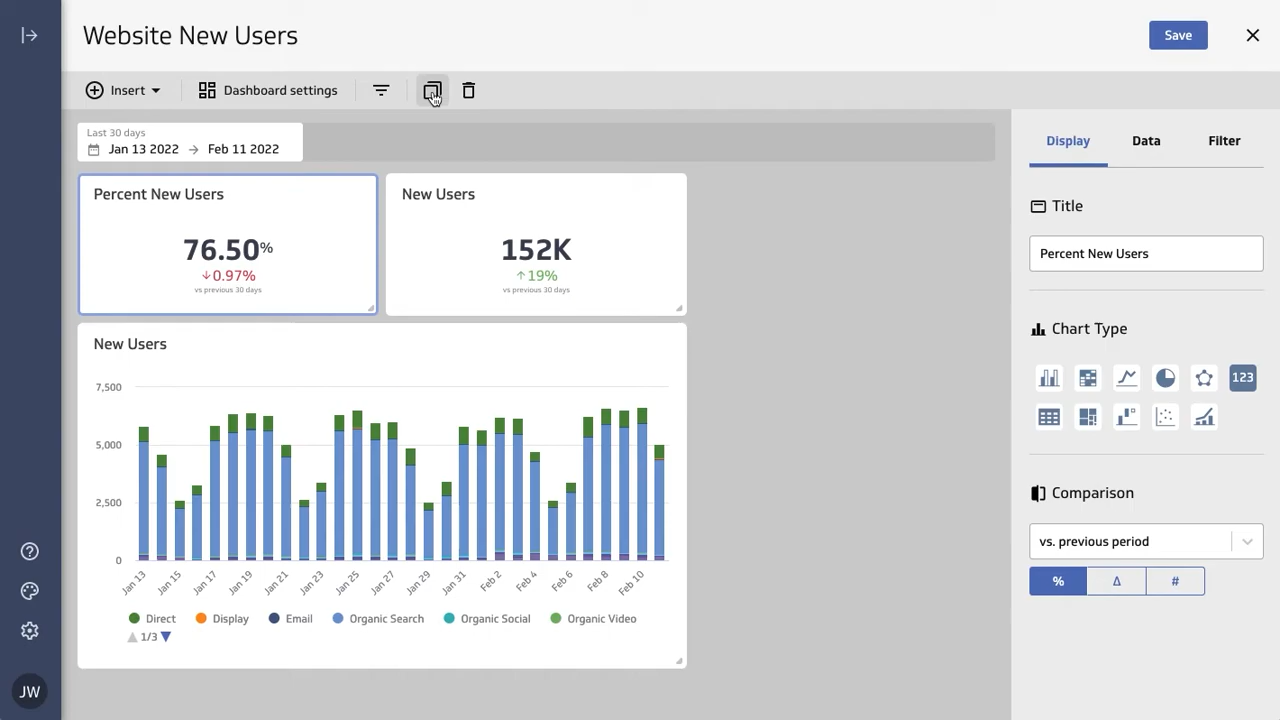 Website New Users
Save
Insert
Dashboard settings
Last 30 days
Jan 13 2022 → Feb 11 2022
Display Data Filter
Percent New Users
76.50%
↓0.97%
vs previous 30 days
New Users
152K
↑19%
vs previous 30 days
Title
Percent New Users
Chart Type
123
New Users
7,500
5,000
2,500
0
Jan 13 Jan 15 Jan 17 Jan 19 Jan 21 Jan 23 Jan 25 Jan 27 Jan 29 Jan 31 Feb 2 Feb 4 Feb 6 Feb 8 Feb 10
Direct Display Email Organic Search Organic Social Organic Video
1/3
Comparison
vs. previous period
% Δ #
JW